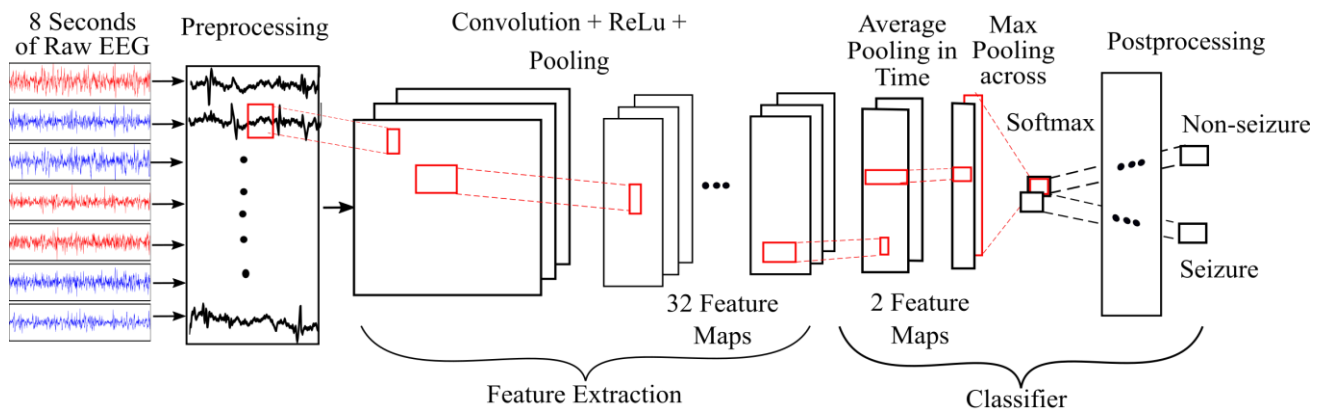 8 Seconds
of Raw EEG
Preprocessing
Convolution + ReLu +
Pooling
Average
Pooling in
Time
Max
Pooling
across
Postprocessing
Softmax
Non-seizure
Seizure
32 Feature
Maps
2 Feature
Maps
Feature Extraction
Classifier